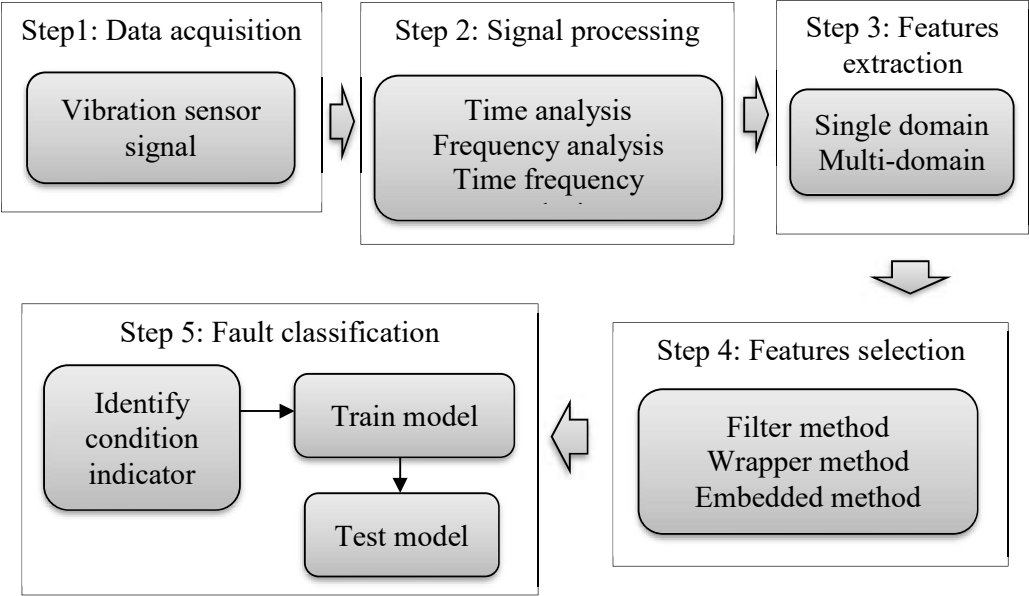 Step1: Data acquisition
Vibration sensor
signal
Step 2: Signal processing
Time analysis
Frequency analysis
Time frequency
Step 3: Features
extraction
Single domain
Multi-domain
Step 4: Features selection
Filter method
Wrapper method
Embedded method
Step 5: Fault classification
Identify
condition
indicator
Train model
Test model